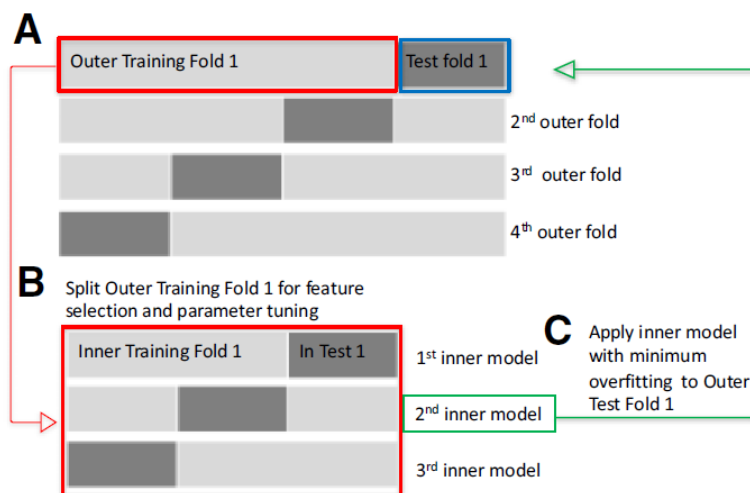 A
Outer Training Fold 1
Test fold 1
2nd outer fold
3rd outer fold
4th outer fold
B
Split Outer Training Fold 1 for feature
selection and parameter tuning
Inner Training Fold 1
In Test 1
1st inner model
2nd inner model
3rd inner model
C
Apply inner model
with minimum
overfitting to Outer
Test Fold 1